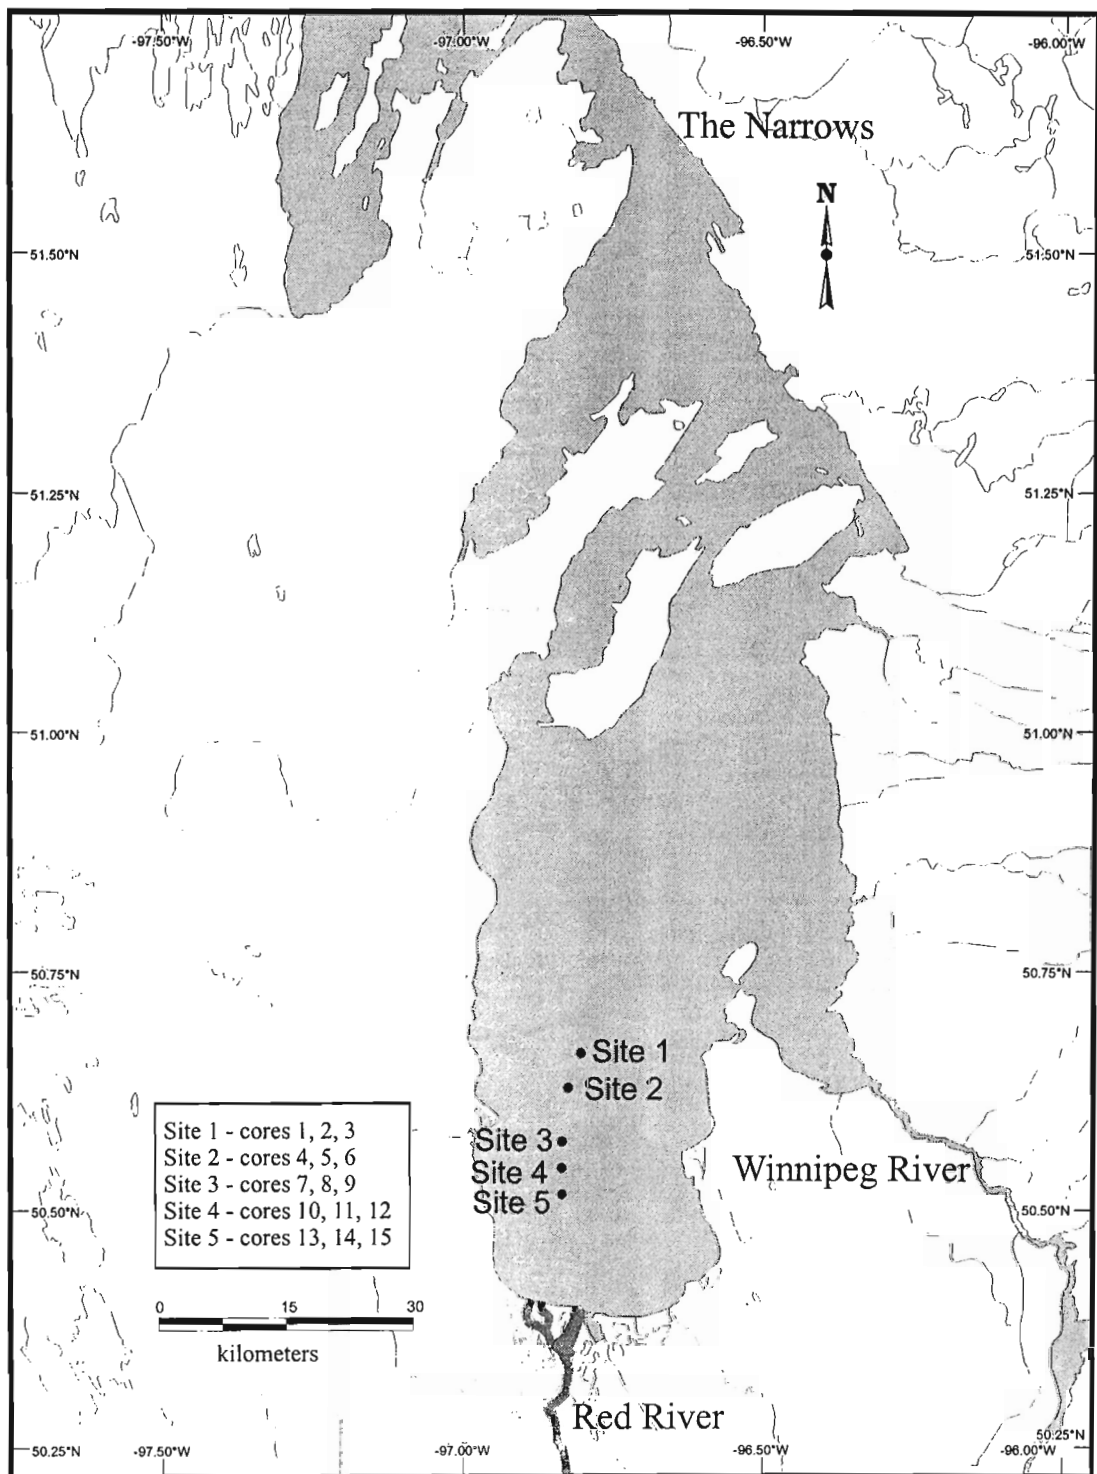 -97.50°W
-97.00°W
-96.50°W
-96.00°W
The Narrows
N
51.50°N
51.50°N
51.25°N
51.25°N
51.00°N
51.00°N
50.75°N
50.75°N
Site 1
Site 2
Site 3
Site 4
Site 5
Winnipeg River
Site 1 - cores 1, 2, 3
Site 2 - cores 4, 5, 6
Site 3 - cores 7, 8, 9
Site 4 - cores 10, 11, 12
Site 5 - cores 13, 14, 15
50.50°N
50.50°N
0 15 30
kilometers
Red River
50.25°N
-97.50°W
-97.00°W
-96.50°W
-96.00°W
50.25°N